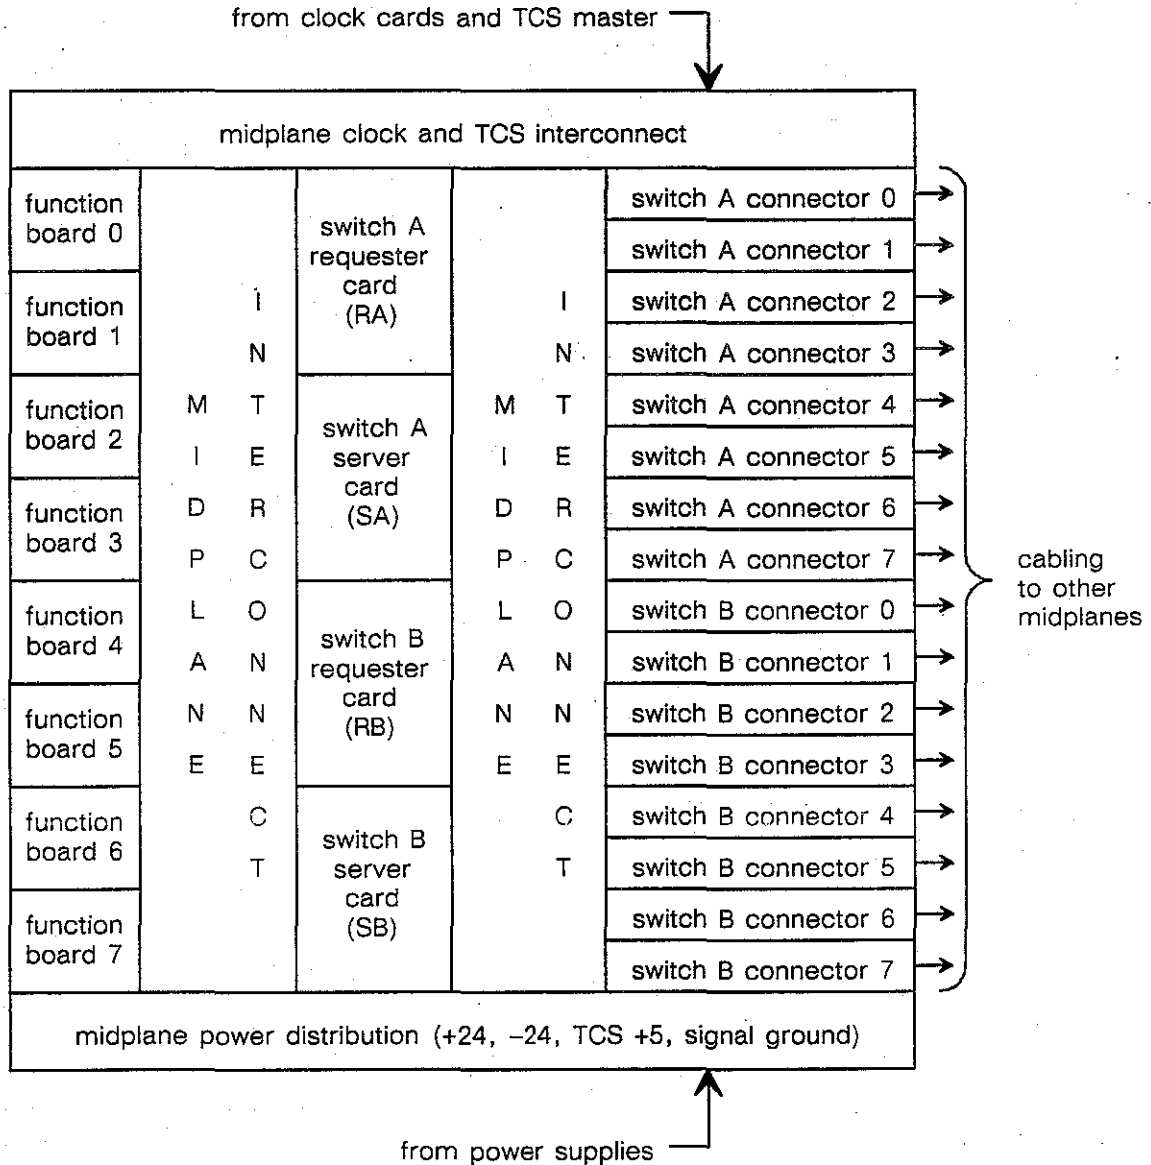 from clock cards and TCS master
midplane clock and TCS interconnect
function
board 0
function
board 1
function
board 2
function
board 3
function
board 4
function
board 5
function
board 6
function
board 7
MIDPLANE
INTERCONNECT
switch A
requester
card
(RA)
switch A
server
card
(SA)
switch B
requester
card
(RB)
switch B
server
card
(SB)
MIDPLANE
INTERCONNECT
switch A connector 0
switch A connector 1
switch A connector 2
switch A connector 3
switch A connector 4
switch A connector 5
switch A connector 6
switch A connector 7
switch B connector 0
switch B connector 1
switch B connector 2
switch B connector 3
switch B connector 4
switch B connector 5
switch B connector 6
switch B connector 7
cabling
to other
midplanes
midplane power distribution (+24, –24, TCS +5, signal ground)
from power supplies